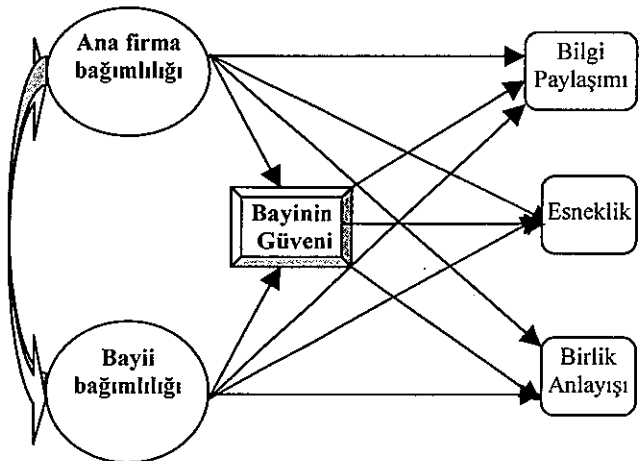 Ana firma
bağımlılığı
Bilgi
Paylaşımı
Bayinin
Güveni
Esneklik
Bayii
bağımlılığı
Birlik
Anlayışı